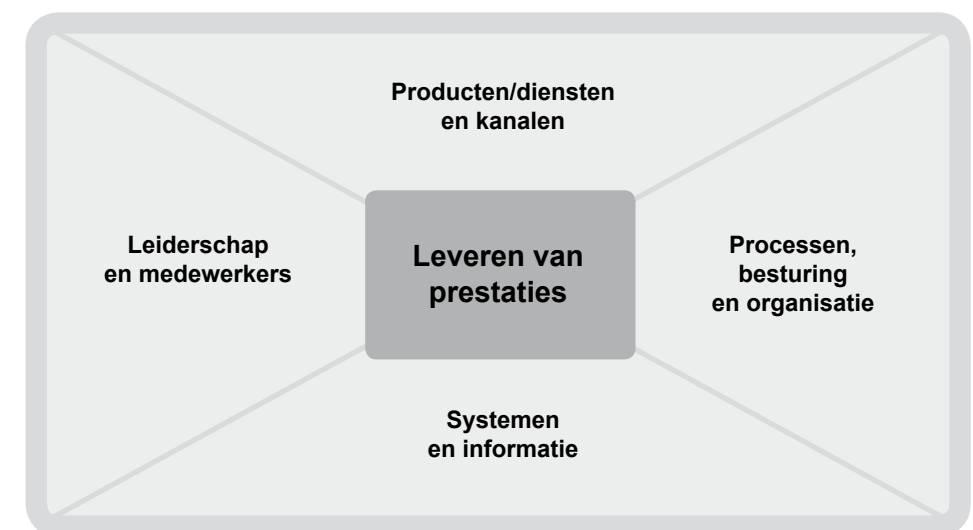 Producten/diensten
en kanalen
Leiderschap
en medewerkers
Leveren van
prestaties
Processen,
besturing
en organisatie
Systemen
en informatie